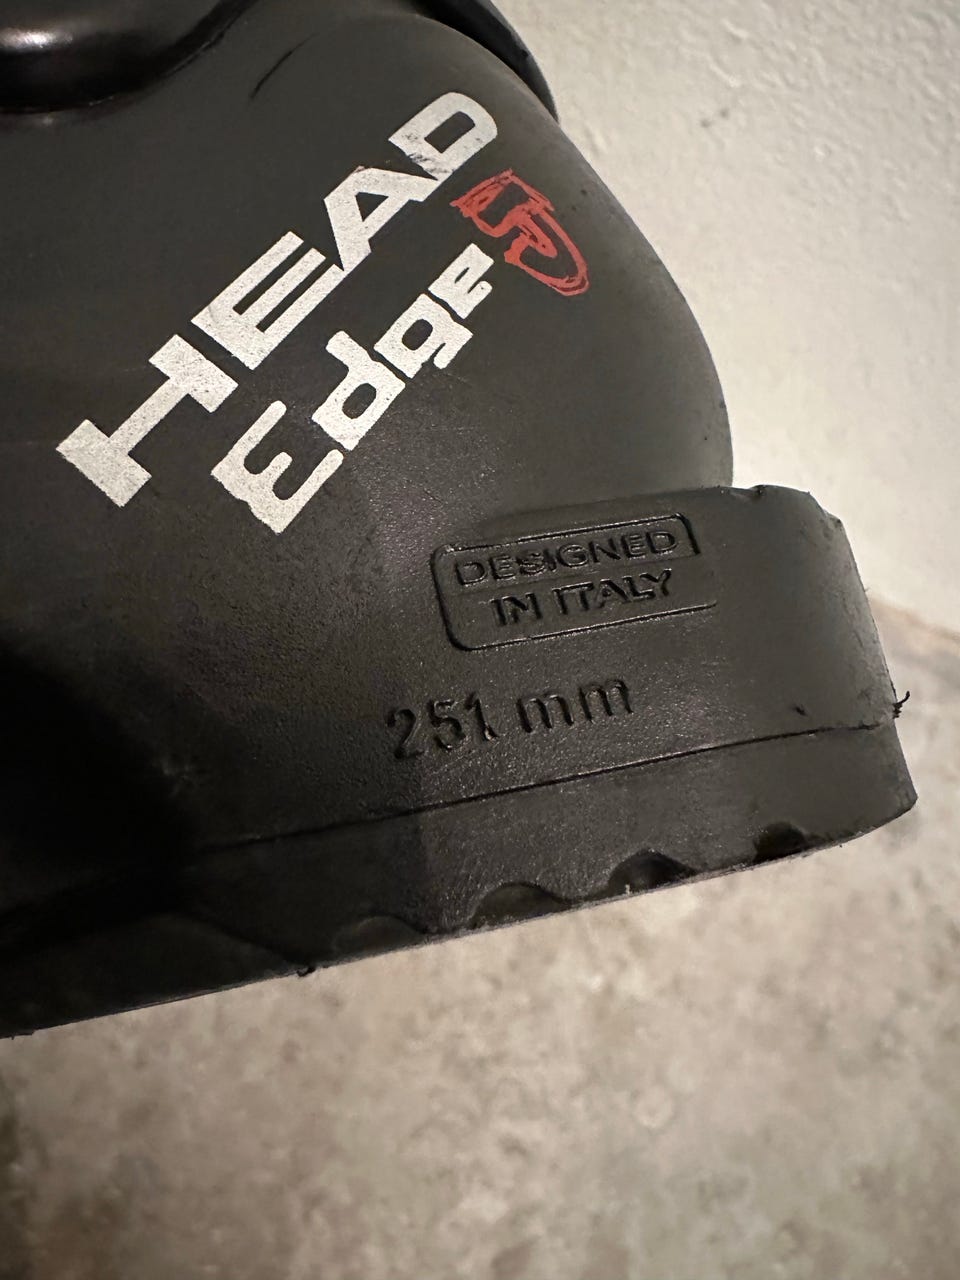 HEAD
Edge J
DESIGNED
IN ITALY
251 mm